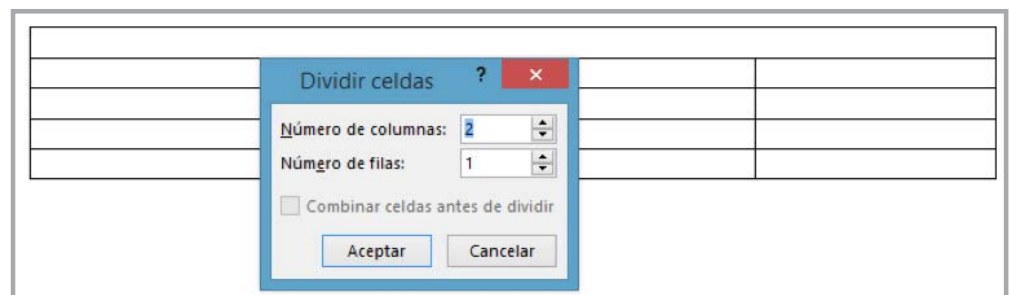 Dividir celdas ? ×
Número de columnas: 2
Número de filas: 1
Combinar celdas antes de dividir
Aceptar Cancelar